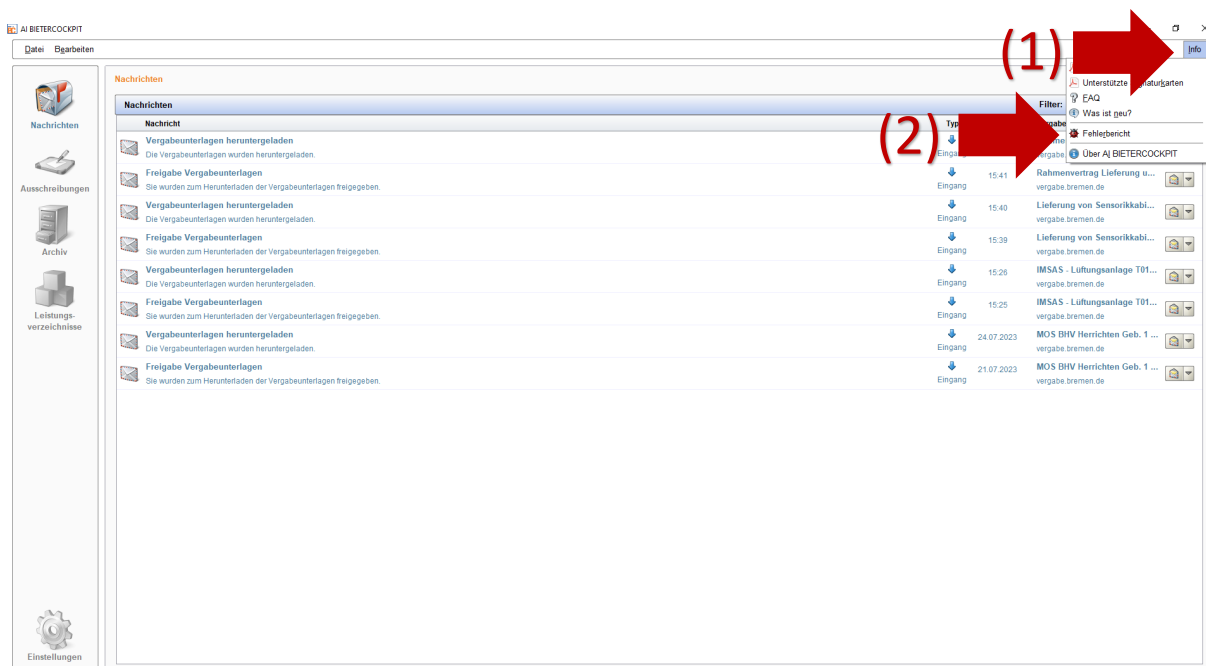 AI BIETERCOCKPIT
Datei Bearbeiten
Info
(1)
Unterstützte
FAQ
Was ist neu?
Fehlerbericht
Über AI BIETERCOCKPIT
(2)
Nachrichten
Ausschreibungen
Archiv
Leistungs-
verzeichnisse
Einstellungen
Nachrichten
Nachrichten Filter:
Nachricht Typ
Vergabeunterlagen heruntergeladen
Die Vergabeunterlagen wurden heruntergeladen.
Freigabe Vergabeunterlagen 15:41 Rahmenvertrag Lieferung u...
Sie wurden zum Herunterladen der Vergabeunterlagen freigegeben. Eingang vergabe.bremen.de
Vergabeunterlagen heruntergeladen 15:40 Lieferung von Sensorikkabi...
Die Vergabeunterlagen wurden heruntergeladen. Eingang vergabe.bremen.de
Freigabe Vergabeunterlagen 15:39 Lieferung von Sensorikkabi...
Sie wurden zum Herunterladen der Vergabeunterlagen freigegeben. Eingang vergabe.bremen.de
Vergabeunterlagen heruntergeladen 15:26 IMSAS - Lüftungsanlage T01...
Die Vergabeunterlagen wurden heruntergeladen. Eingang vergabe.bremen.de
Freigabe Vergabeunterlagen 15:25 IMSAS - Lüftungsanlage T01...
Sie wurden zum Herunterladen der Vergabeunterlagen freigegeben. Eingang vergabe.bremen.de
Vergabeunterlagen heruntergeladen 24.07.2023 MOS BHV Herrichten Geb. 1 ...
Die Vergabeunterlagen wurden heruntergeladen. Eingang vergabe.bremen.de
Freigabe Vergabeunterlagen 21.07.2023 MOS BHV Herrichten Geb. 1 ...
Sie wurden zum Herunterladen der Vergabeunterlagen freigegeben. Eingang vergabe.bremen.de